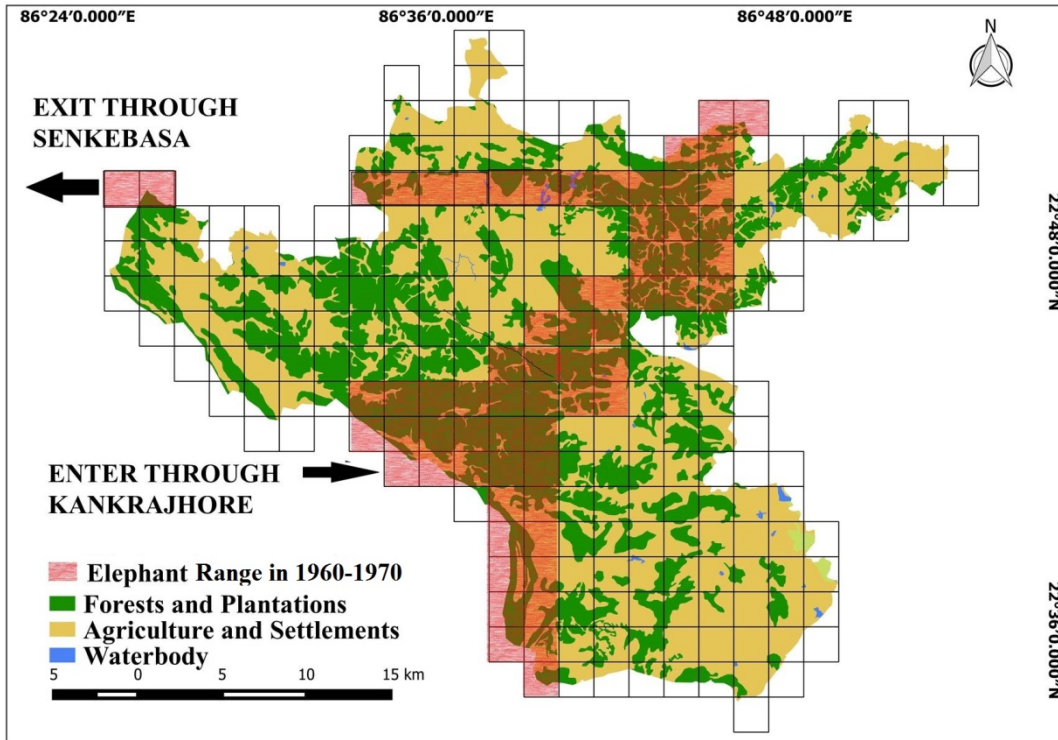 86°24′0.000″E
86°36′0.000″E
86°48′0.000″E
N
EXIT THROUGH
SENKEBASA
22°48′0.000″N
ENTER THROUGH
KANKRAJHORE
Elephant Range in 1960-1970
Forests and Plantations
Agriculture and Settlements
Waterbody
22°36′0.000″N
5 0 5 10 15 km